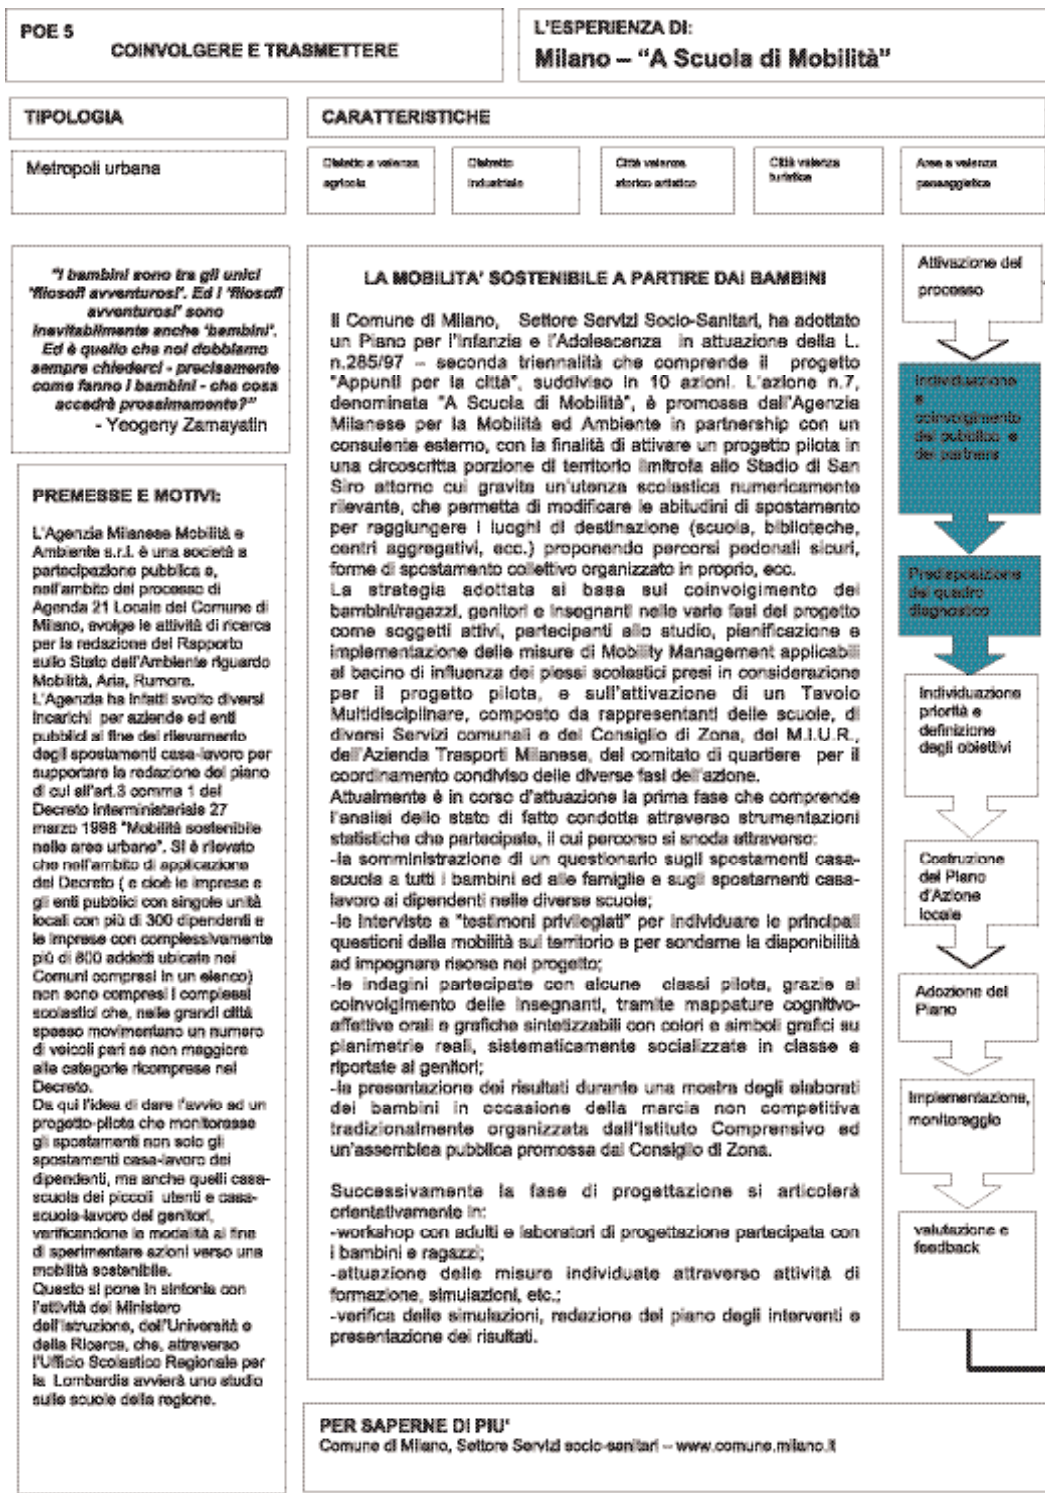 POE 5
COINVOLGERE E TRASMETTERE
L'ESPERIENZA DI:
Milano – “A Scuola di Mobilità”
TIPOLOGIA
CARATTERISTICHE
Metropoli urbana
Distretto a valenza
agricola
Distretto
industriale
Città valenza
storico artistico
Città valenza
turistica
Area a valenza
paesaggistica
“I bambini sono tra gli unici
'filosofi avventurosi'. Ed i 'filosofi
avventurosi' sono
inevitabilmente anche 'bambini'.
Ed è quello che noi dobbiamo
sempre chiederci - precisamente
come fanno i bambini - che cosa
accedrà prossimamente?”
- Yeogeny Zamayatin
PREMESSE E MOTIVI:
L'Agenzia Milanese Mobilità e
Ambiente s.r.l. è una società a
partecipazione pubblica e,
nell'ambito del processo di
Agenda 21 Locale del Comune di
Milano, svolge le attività di ricerca
per la redazione del Rapporto
sullo Stato dell'Ambiente riguardo
Mobilità, Aria, Rumore.
L'Agenzia ha infatti svolto diversi
incarichi per aziende ed enti
pubblici al fine del rilevamento
degli spostamenti casa-lavoro per
supportare la redazione del piano
di cui all'art.3 comma 1 del
Decreto interministeriale 27
marzo 1998 “Mobilità sostenibile
nelle aree urbane”. Si è rilevato
che nell'ambito di applicazione
del Decreto ( e cioè le imprese e
gli enti pubblici con singole unità
locali con più di 300 dipendenti e
le imprese con complessivamente
più di 800 addetti ubicate nei
Comuni compresi in un elenco)
non sono compresi i complessi
scolastici che, nelle grandi città
spesso movimentano un numero
di veicoli pari se non maggiore
alle categorie ricomprese nel
Decreto.
Da qui l'idea di dare l'avvio ad un
progetto-pilota che monitorasse
gli spostamenti non solo gli
spostamenti casa-lavoro dei
dipendenti, ma anche quelli casa-
scuola dei piccoli utenti e casa-
scuola-lavoro dei genitori,
verificandone le modalità al fine
di sperimentare azioni verso una
mobilità sostenibile.
Questo si pone in sintonia con
l'attività del Ministero
dell'Istruzione, dell'Università e
della Ricerca, che, attraverso
l'Ufficio Scolastico Regionale per
la Lombardia avvierà uno studio
sulle scuole della regione.
LA MOBILITA' SOSTENIBILE A PARTIRE DAI BAMBINI
Il Comune di Milano, Settore Servizi Socio-Sanitari, ha adottato
un Piano per l'Infanzia e l'Adolescenza in attuazione della L.
n.285/97 – seconda triennalità che comprende il progetto
“Appunti per la città”, suddiviso in 10 azioni. L'azione n.7,
denominata “A Scuola di Mobilità”, è promossa dall'Agenzia
Milanese per la Mobilità ed Ambiente in partnership con un
consulente esterno, con la finalità di attivare un progetto pilota in
una circoscritta porzione di territorio limitrofa allo Stadio di San
Siro attorno cui gravita un'utenza scolastica numericamente
rilevante, che permetta di modificare le abitudini di spostamento
per raggiungere i luoghi di destinazione (scuola, biblioteche,
centri aggregativi, ecc.) proponendo percorsi pedonali sicuri,
forme di spostamento collettivo organizzato in proprio, ecc.
La strategia adottata si basa sul coinvolgimento dei
bambini/ragazzi, genitori e insegnanti nelle varie fasi del progetto
come soggetti attivi, partecipanti allo studio, pianificazione e
implementazione delle misure di Mobility Management applicabili
al bacino di influenza dei plessi scolastici presi in considerazione
per il progetto pilota, e sull'attivazione di un Tavolo
Multidisciplinare, composto da rappresentanti delle scuole, di
diversi Servizi comunali e del Consiglio di Zona, del M.I.U.R.,
dell'Azienda Trasporti Milanese, del comitato di quartiere per il
coordinamento condiviso delle diverse fasi dell'azione.
Attualmente è in corso d'attuazione la prima fase che comprende
l'analisi dello stato di fatto condotta attraverso strumentazioni
statistiche che partecipate, il cui percorso si snoda attraverso:
-la somministrazione di un questionario sugli spostamenti casa-
scuola a tutti i bambini ed alle famiglie e sugli spostamenti casa-
lavoro ai dipendenti nelle diverse scuole;
-le interviste a “testimoni privilegiati” per individuare le principali
questioni della mobilità sul territorio e per sonderne la disponibilità
ad impegnare risorse nel progetto;
-le indagini partecipate con alcune classi pilota, grazie al
coinvolgimento delle insegnanti, tramite mappature cognitivo-
affettive orali e grafiche sintetizzabili con colori e simboli grafici su
planimetrie reali, sistematicamente socializzate in classe e
riportate ai genitori;
-la presentazione dei risultati durante una mostra degli elaborati
dei bambini in occasione della marcia non competitiva
tradizionalmente organizzata dall'Istituto Comprensivo ed
un'assemblea pubblica promossa dal Consiglio di Zona.
Successivamente la fase di progettazione si articolerà
orientativamente in:
-workshop con adulti e laboratori di progettazione partecipata con
i bambini e ragazzi;
-attuazione delle misure individuate attraverso attività di
formazione, simulazioni, etc.;
-verifica delle simulazioni, redazione del piano degli interventi e
presentazione dei risultati.
Attivazione del
processo
Individuazione
e
coinvolgimento
del pubblico e
dei partners
Predisposizione
del quadro
diagnostico
Individuazione
priorità e
definizione
degli obiettivi
Costruzione
del Piano
d'Azione
locale
Adozione del
Piano
Implementazione,
monitoraggio
valutazione e
feedback
PER SAPERNE DI PIU'
Comune di Milano, Settore Servizi socio-sanitari – www.comune.milano.it